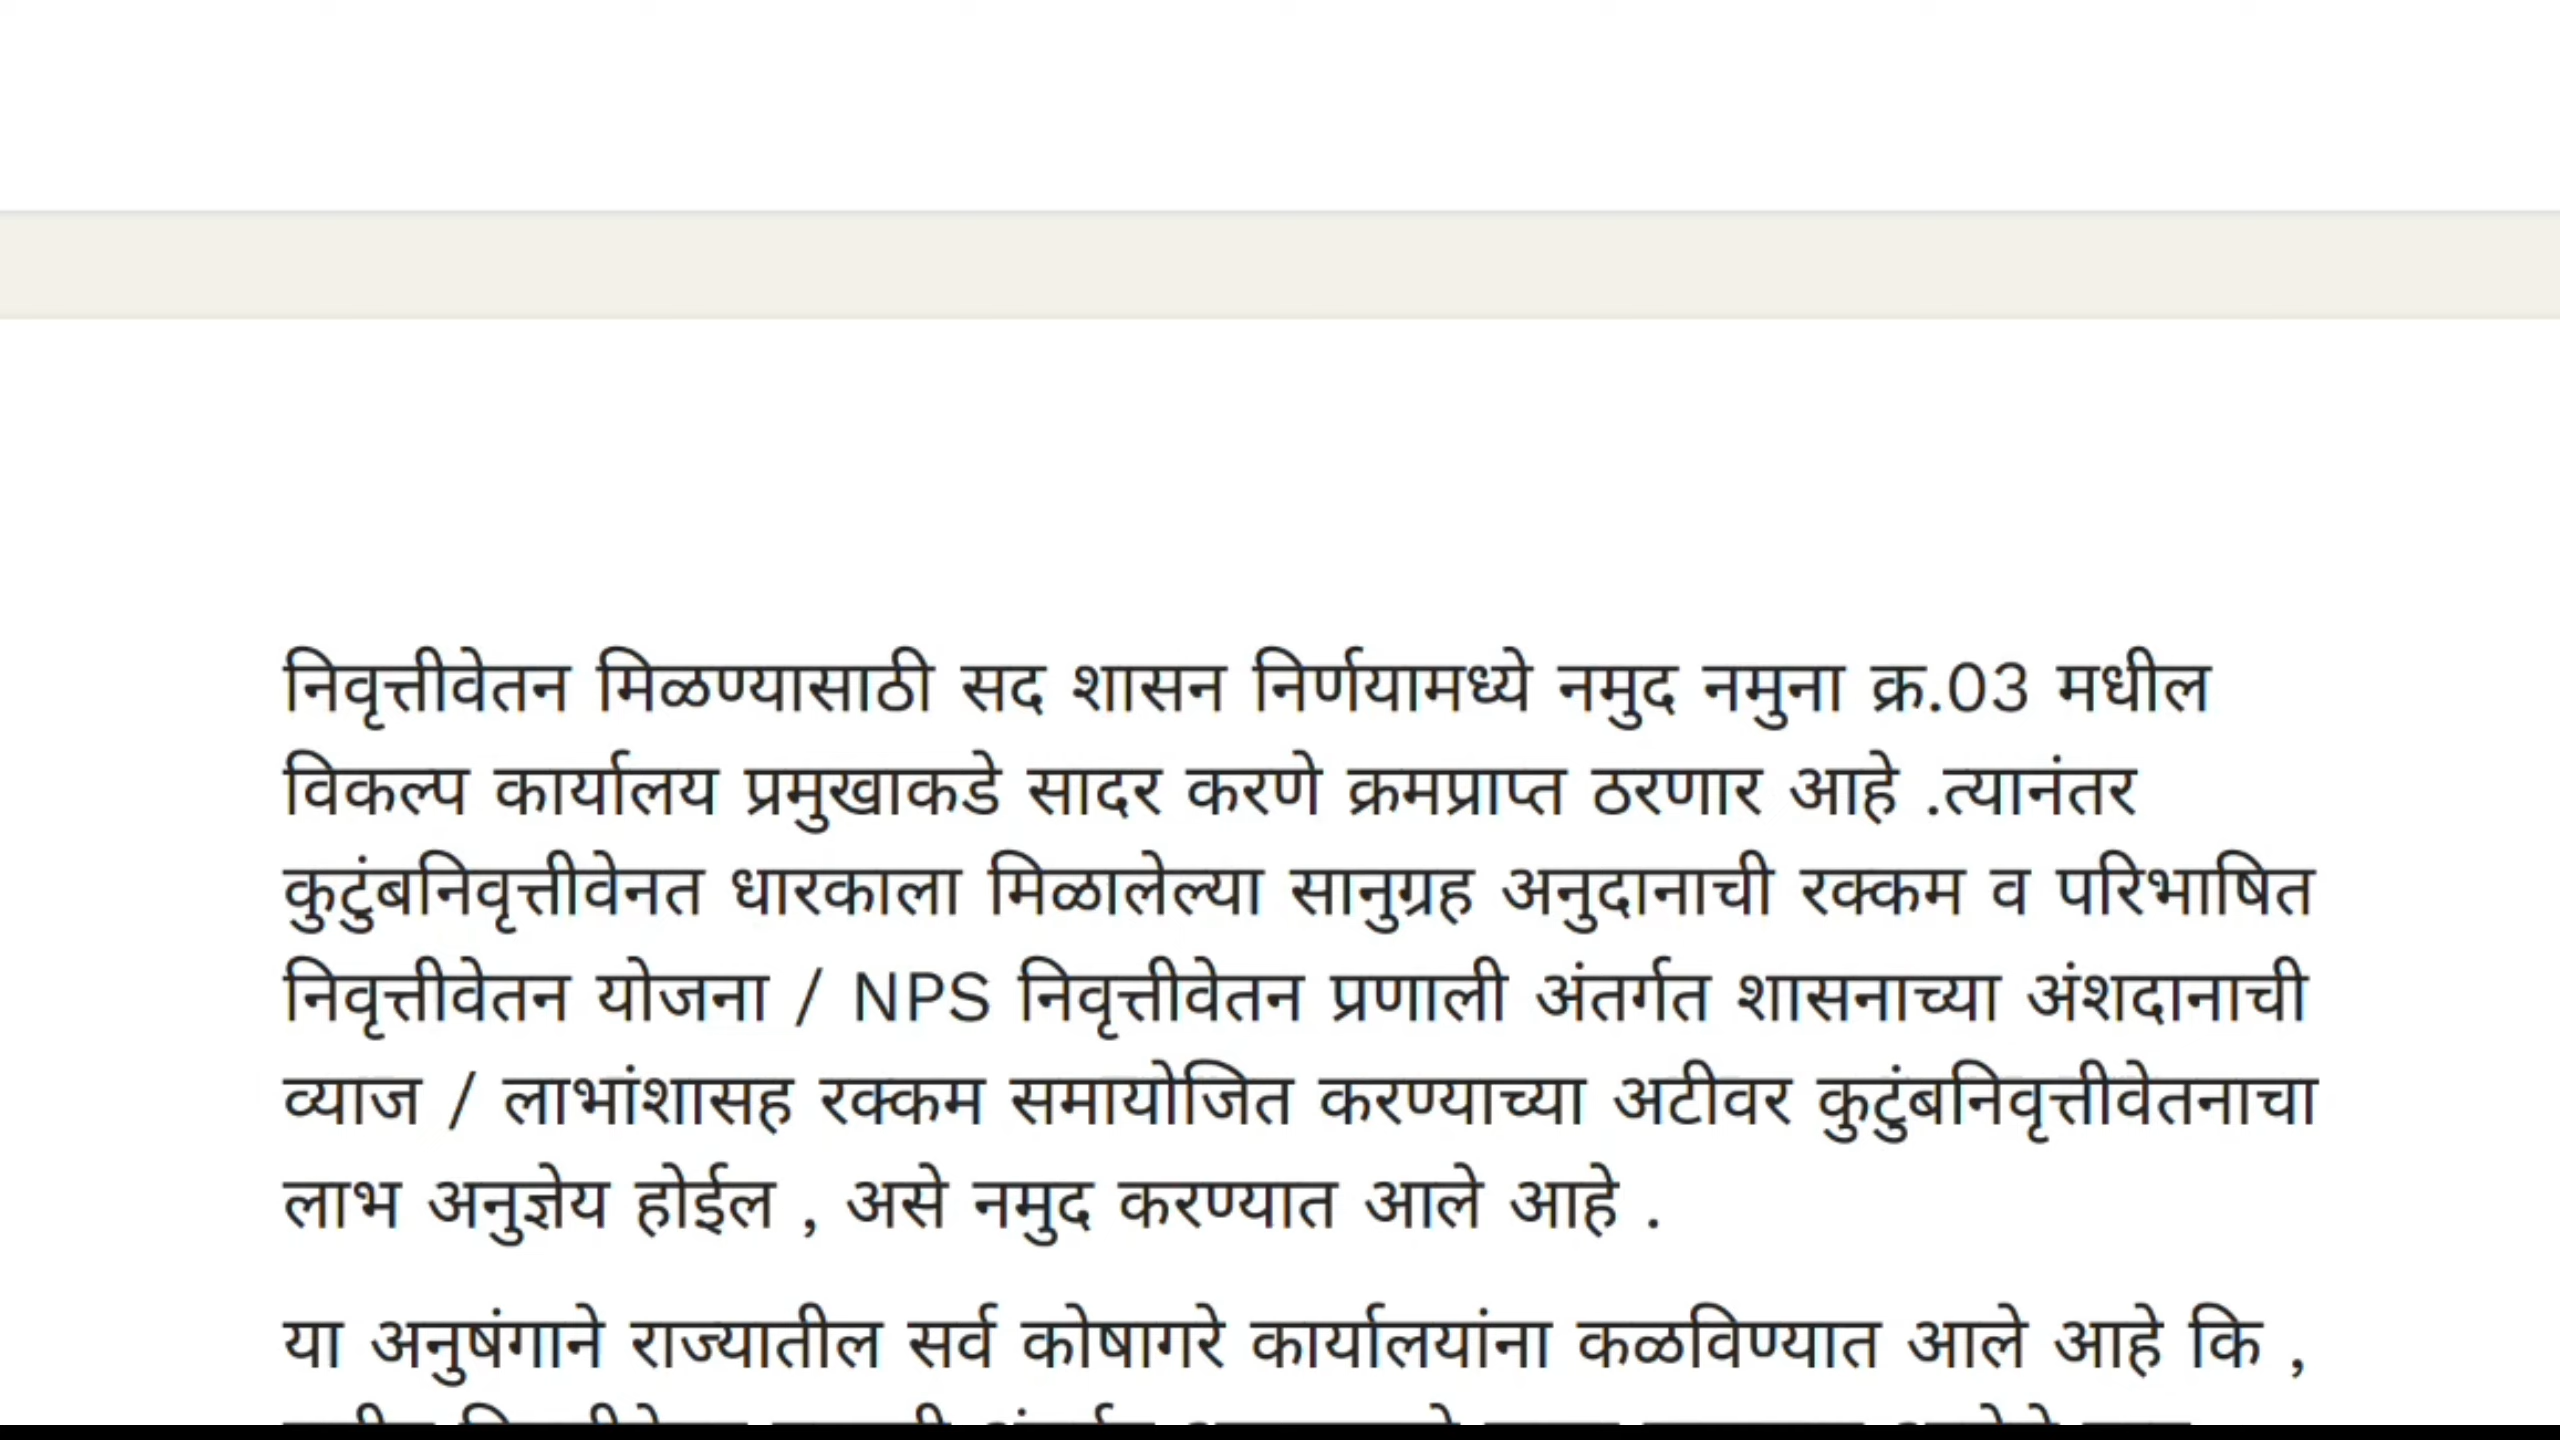 निवृत्तीवेतन मिळण्यासाठी सद शासन निर्णयामध्ये नमुद नमुना क्र.03 मधील
विकल्प कार्यालय प्रमुखाकडे सादर करणे क्रमप्राप्त ठरणार आहे .त्यानंतर
कुटुंबनिवृत्तीवेनत धारकाला मिळालेल्या सानुग्रह अनुदानाची रक्कम व परिभाषित
निवृत्तीवेतन योजना / NPS निवृत्तीवेतन प्रणाली अंतर्गत शासनाच्या अंशदानाची
व्याज / लाभांशासह रक्कम समायोजित करण्याच्या अटीवर कुटुंबनिवृत्तीवेतनाचा
लाभ अनुज्ञेय होईल , असे नमुद करण्यात आले आहे .
या अनुषंगाने राज्यातील सर्व कोषागरे कार्यालयांना कळविण्यात आले आहे कि ,